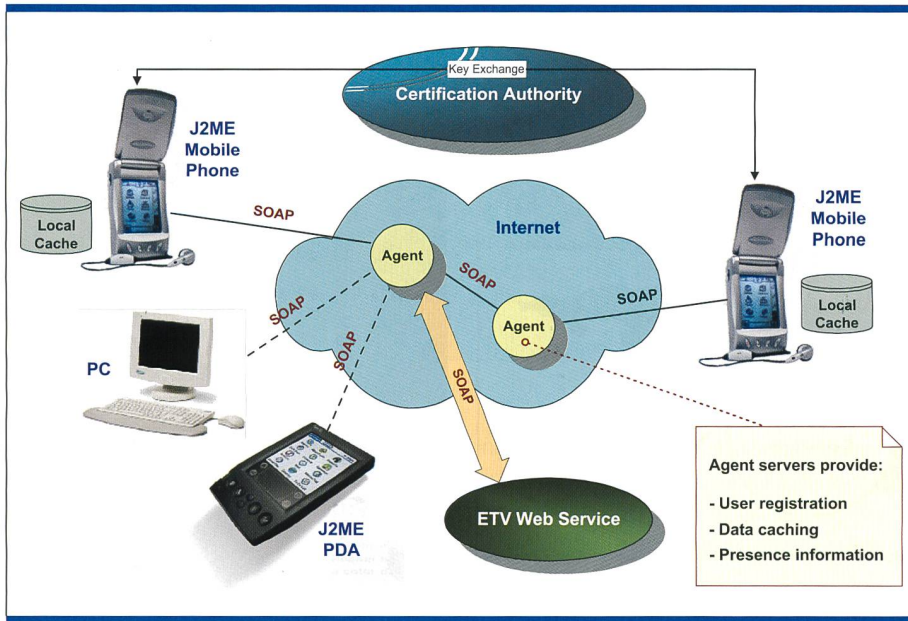 Key Exchange
Certification Authority
J2ME
Mobile
Phone
J2ME
Mobile
Phone
Local
Cache
SOAP
Internet
Agent
SOAP
SOAP
Local
Cache
Agent
SOAP
SOAP
SOAP
PC
J2ME
PDA
ETV Web Service
Agent servers provide:
- User registration
- Data caching
- Presence information